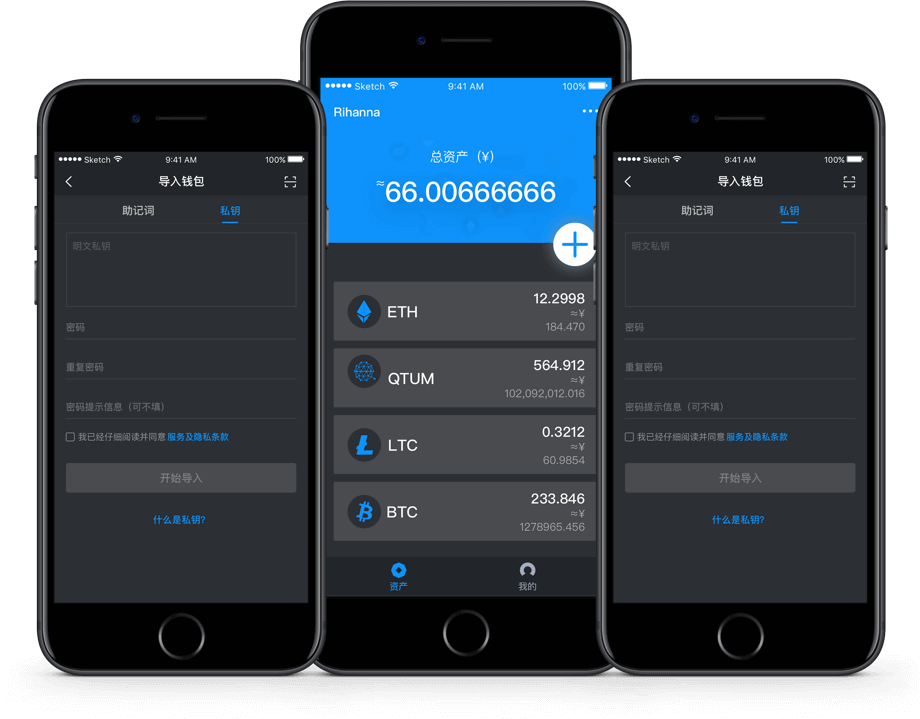 Sketch 9:41 AM 100%
导入钱包
助记词 私钥
明文私钥
密码
重复密码
密码提示信息（可不填）
我已经仔细阅读并同意 服务及隐私条款
开始导入
什么是私钥?
Sketch 9:41 AM 100%
Rihanna
总资产（¥）
≈66.00666666
ETH 12.2998
≈¥
184.470
QTUM 564.912
≈¥
102,092,012.016
LTC 0.3212
≈¥
60.9854
BTC 233.846
≈¥
1278965.456
资产 我的
Sketch 9:41 AM 100%
导入钱包
助记词 私钥
明文私钥
密码
重复密码
密码提示信息（可不填）
我已经仔细阅读并同意 服务及隐私条款
开始导入
什么是私钥?